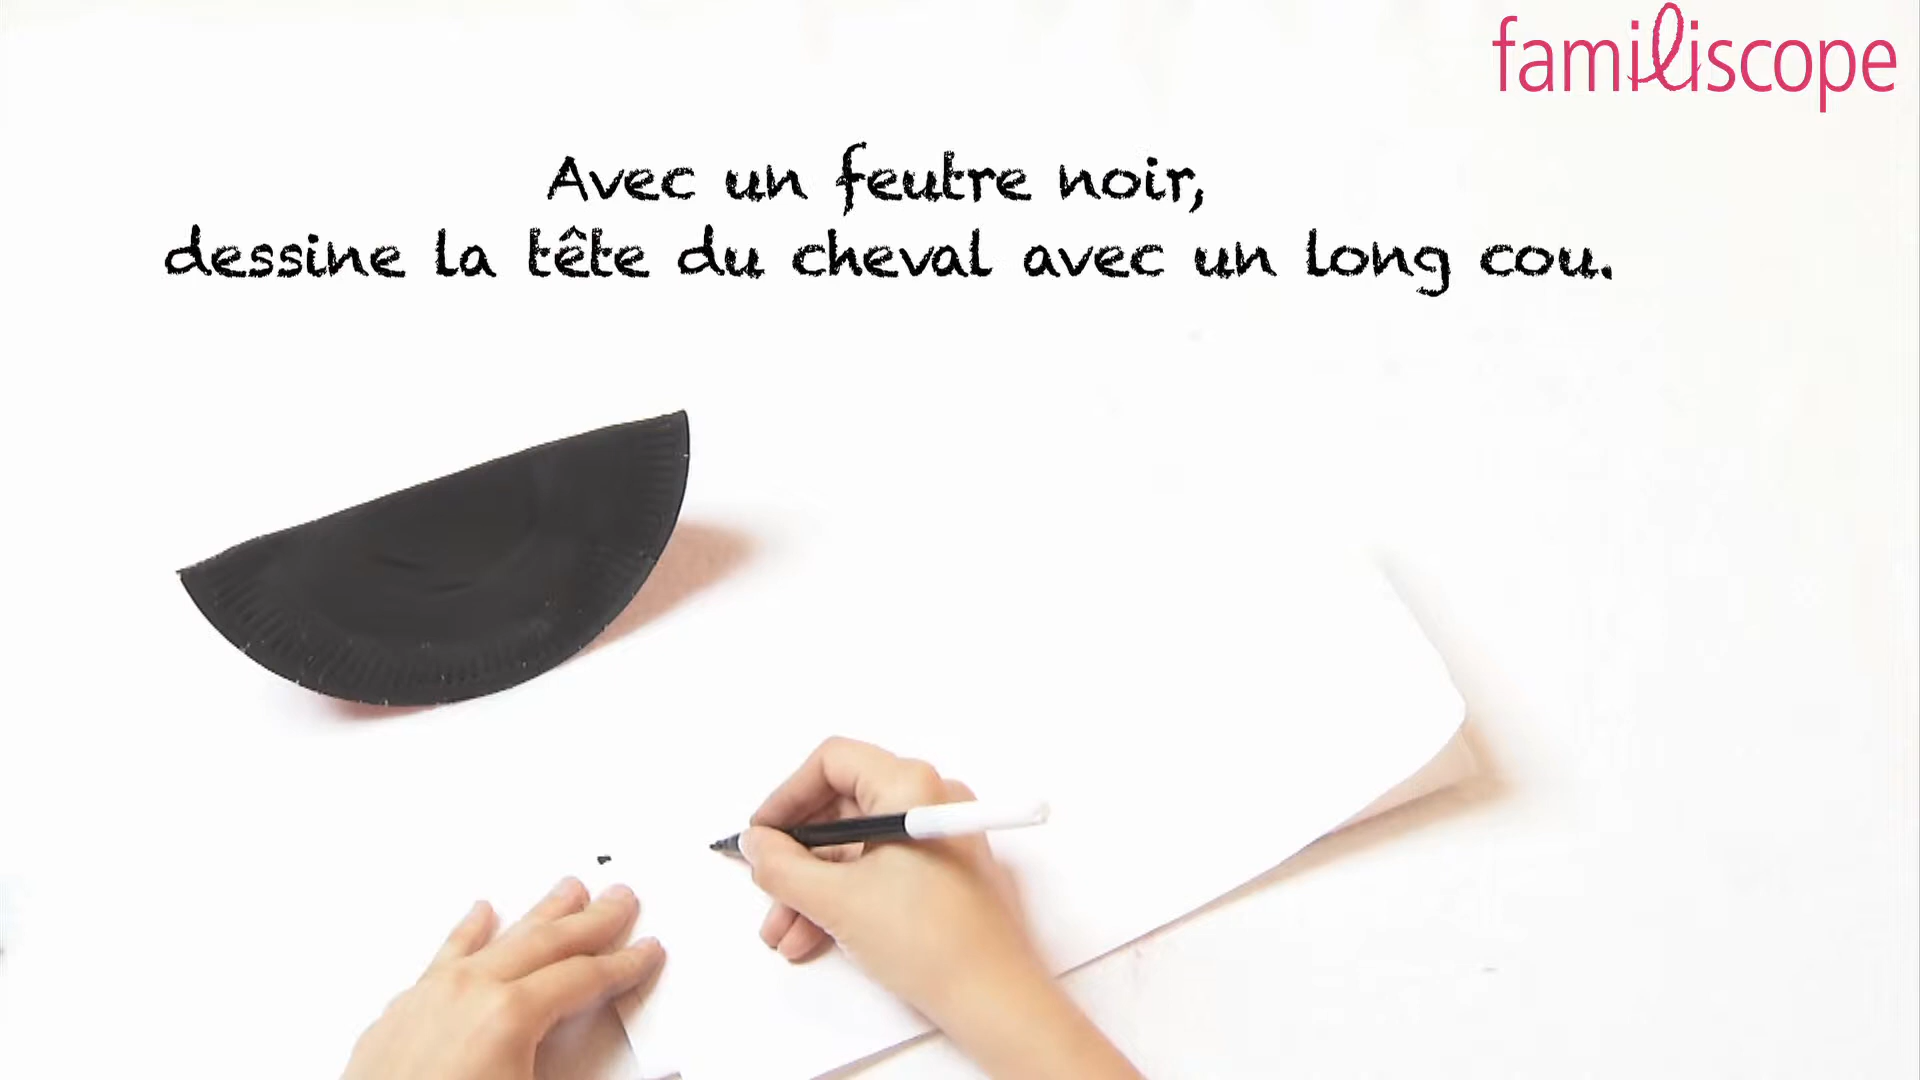 familiscope
Avec un feutre noir,
dessine la tête du cheval avec un long cou.